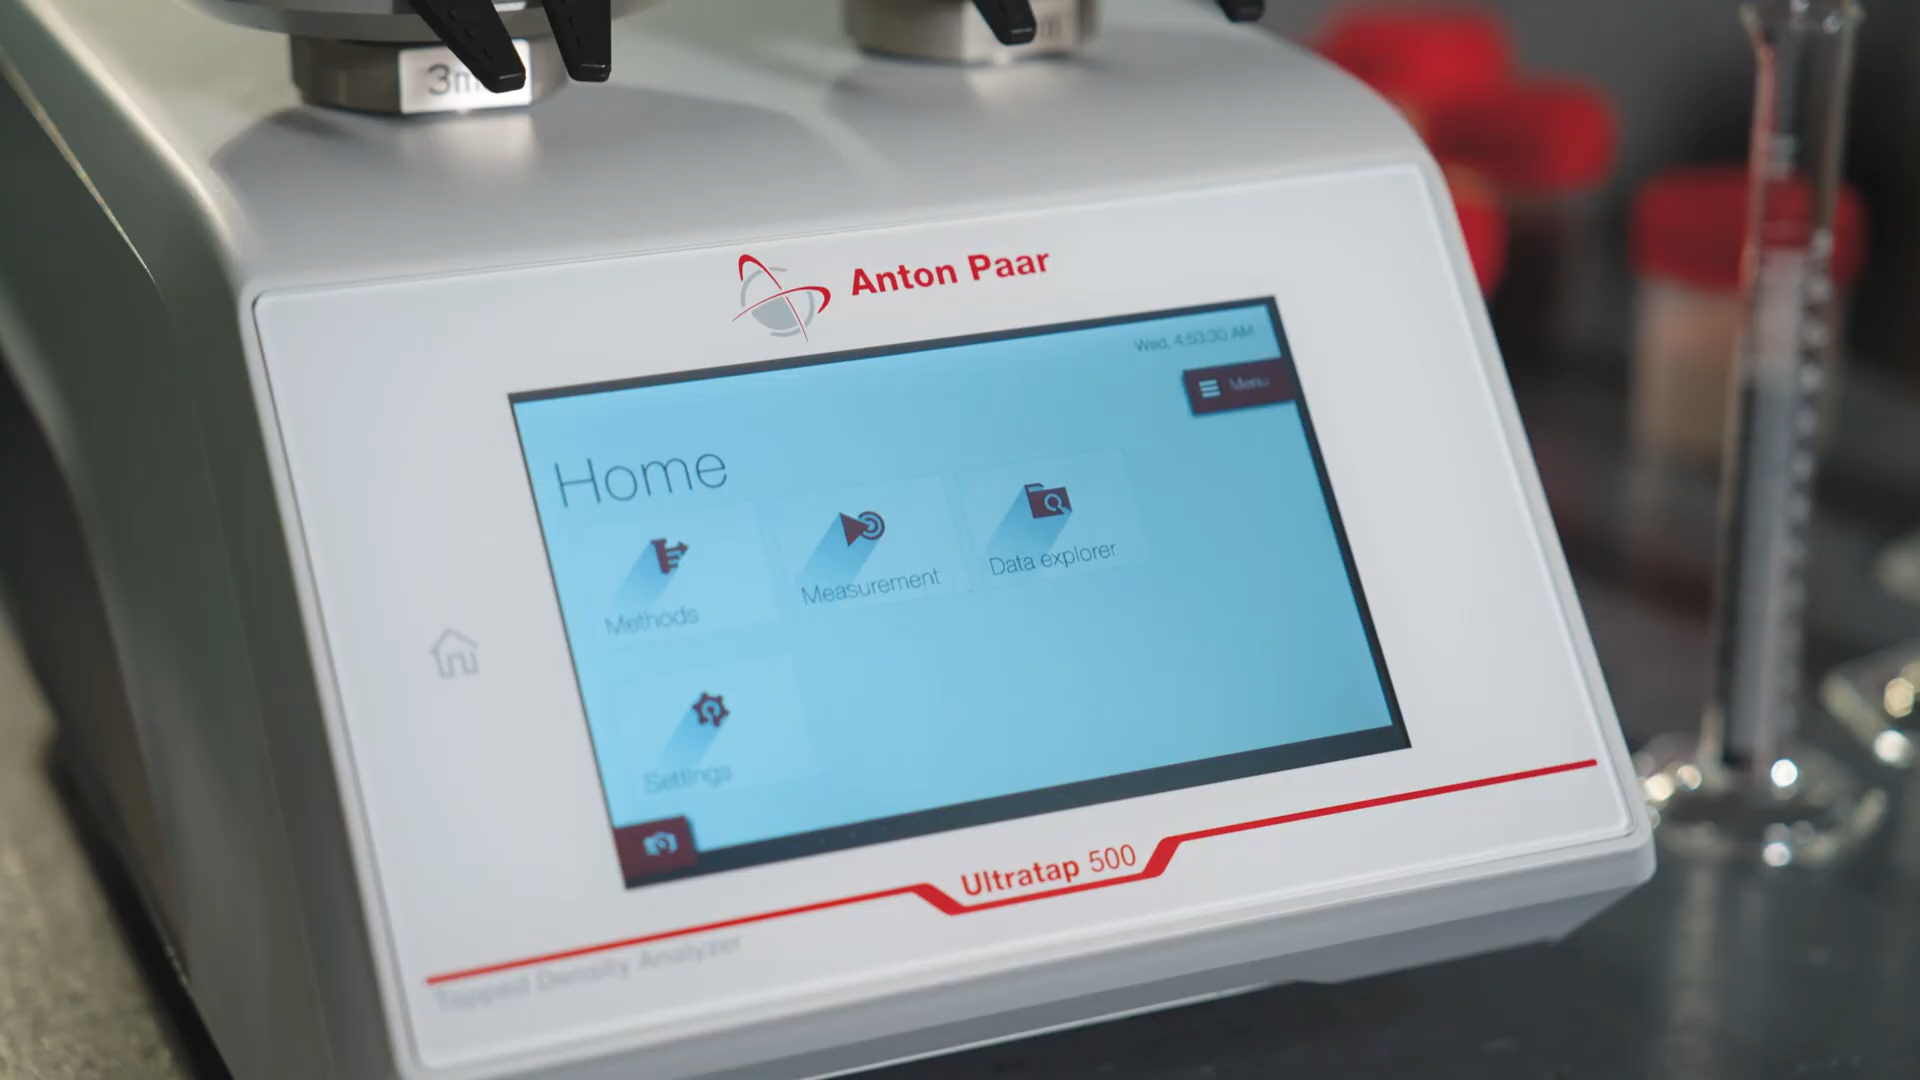 Anton Paar
Wed, 4:53:30 AM
Menu
Home
Methods
Measurement
Data explorer
Settings
Ultratap 500
Tapped Density Analyzer